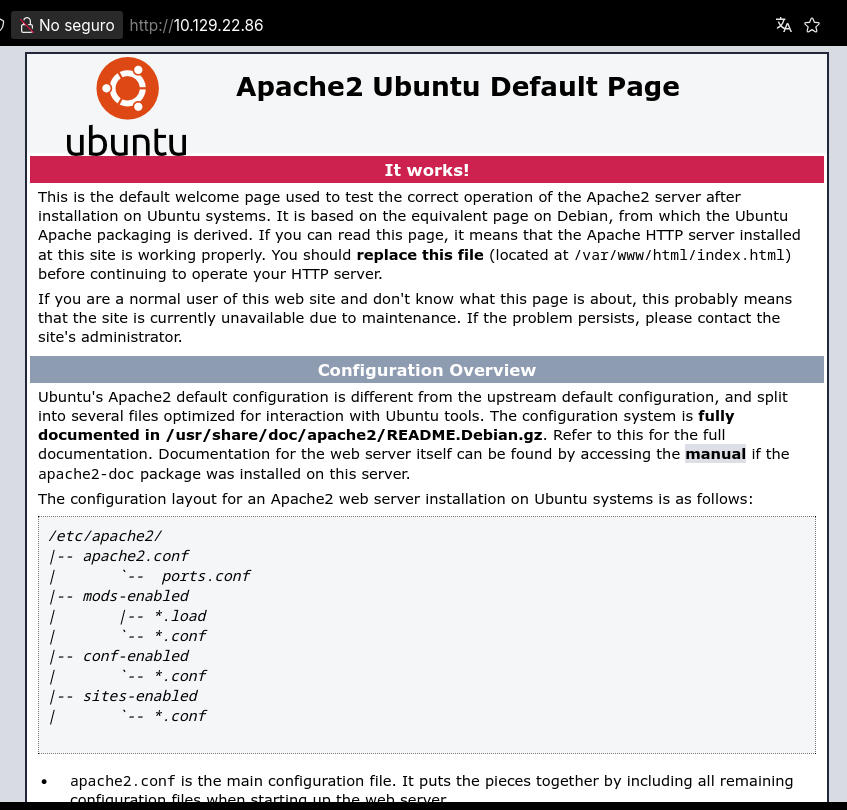 No seguro http://10.129.22.86
Apache2 Ubuntu Default Page
ubuntu
It works!
This is the default welcome page used to test the correct operation of the Apache2 server after
installation on Ubuntu systems. It is based on the equivalent page on Debian, from which the Ubuntu
Apache packaging is derived. If you can read this page, it means that the Apache HTTP server installed
at this site is working properly. You should replace this file (located at /var/www/html/index.html)
before continuing to operate your HTTP server.
If you are a normal user of this web site and don't know what this page is about, this probably means
that the site is currently unavailable due to maintenance. If the problem persists, please contact the
site's administrator.
Configuration Overview
Ubuntu's Apache2 default configuration is different from the upstream default configuration, and split
into several files optimized for interaction with Ubuntu tools. The configuration system is fully
documented in /usr/share/doc/apache2/README.Debian.gz. Refer to this for the full
documentation. Documentation for the web server itself can be found by accessing the manual if the
apache2-doc package was installed on this server.
The configuration layout for an Apache2 web server installation on Ubuntu systems is as follows:
/etc/apache2/
|-- apache2.conf
|       `--  ports.conf
|-- mods-enabled
|       |-- *.load
|       `-- *.conf
|-- conf-enabled
|       `-- *.conf
|-- sites-enabled
|       `-- *.conf
• apache2.conf is the main configuration file. It puts the pieces together by including all remaining
configuration files when starting up the web server.